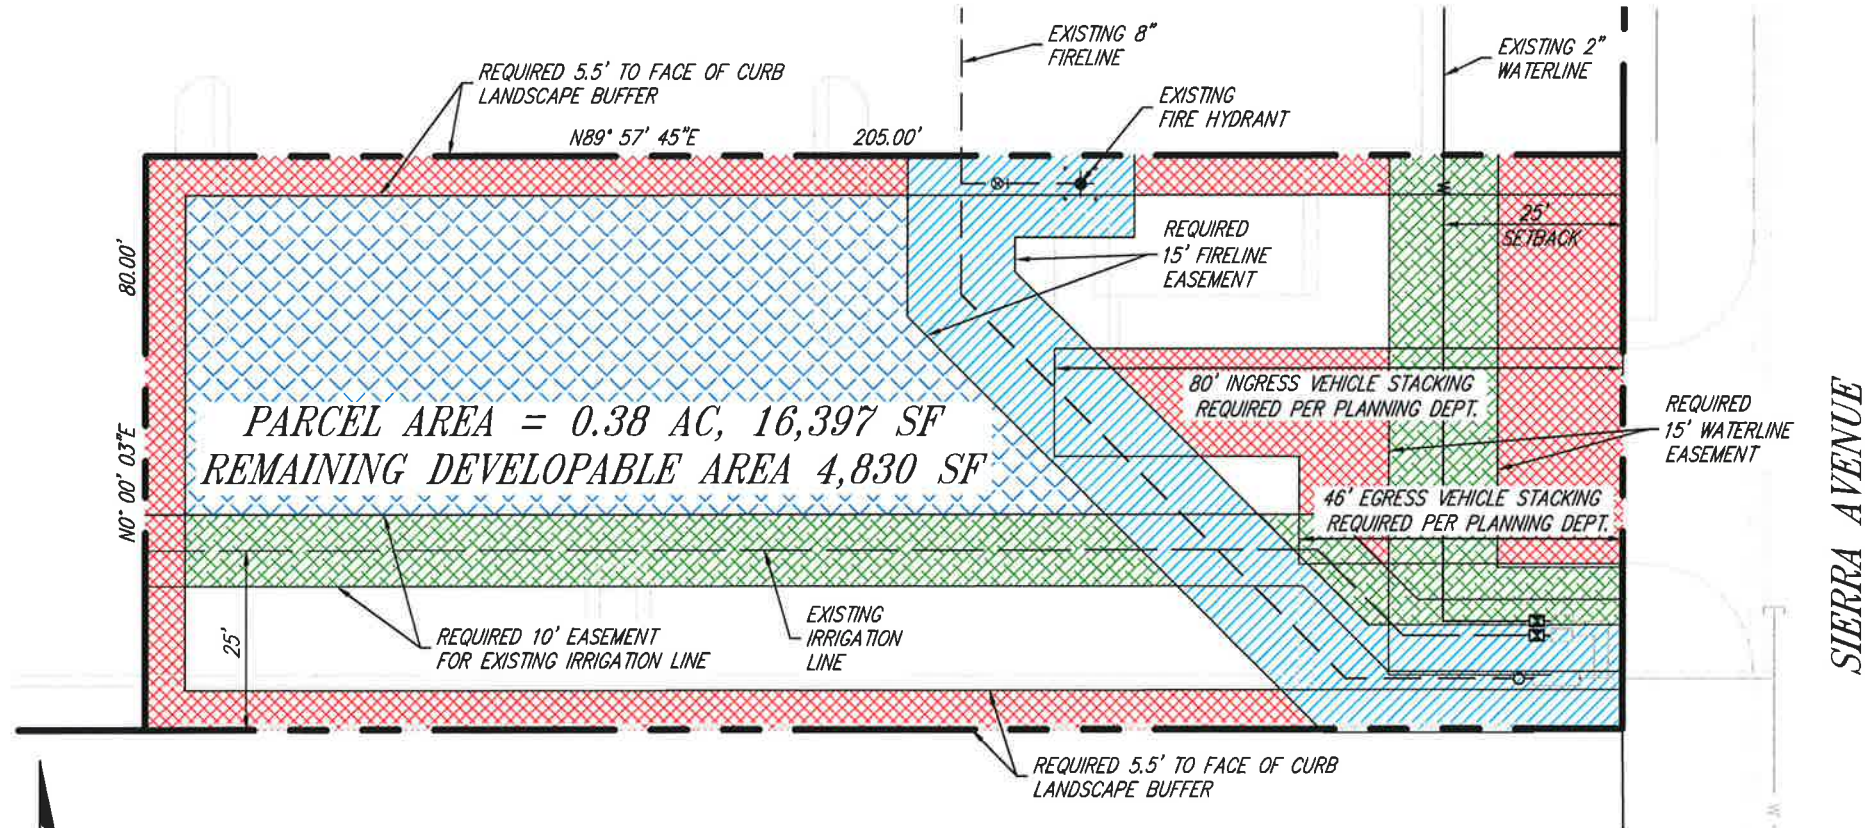 EXISTING 8"
FIRELINE
EXISTING 2"
WATERLINE
REQUIRED 5.5' TO FACE OF CURB
LANDSCAPE BUFFER
EXISTING
FIRE HYDRANT
N89° 57' 45"E
205.00'
W
25'
SETBACK
REQUIRED
15' FIRELINE
EASEMENT
80.00'
N0° 00' 03"E
80' INGRESS VEHICLE STACKING
REQUIRED PER PLANNING DEPT.
REQUIRED
15' WATERLINE
EASEMENT
PARCEL AREA = 0.38 AC, 16,397 SF
REMAINING DEVELOPABLE AREA 4,830 SF
46' EGRESS VEHICLE STACKING
REQUIRED PER PLANNING DEPT.
SIERRA AVENUE
25'
REQUIRED 10' EASEMENT
FOR EXISTING IRRIGATION LINE
EXISTING
IRRIGATION
LINE
REQUIRED 5.5' TO FACE OF CURB
LANDSCAPE BUFFER
W